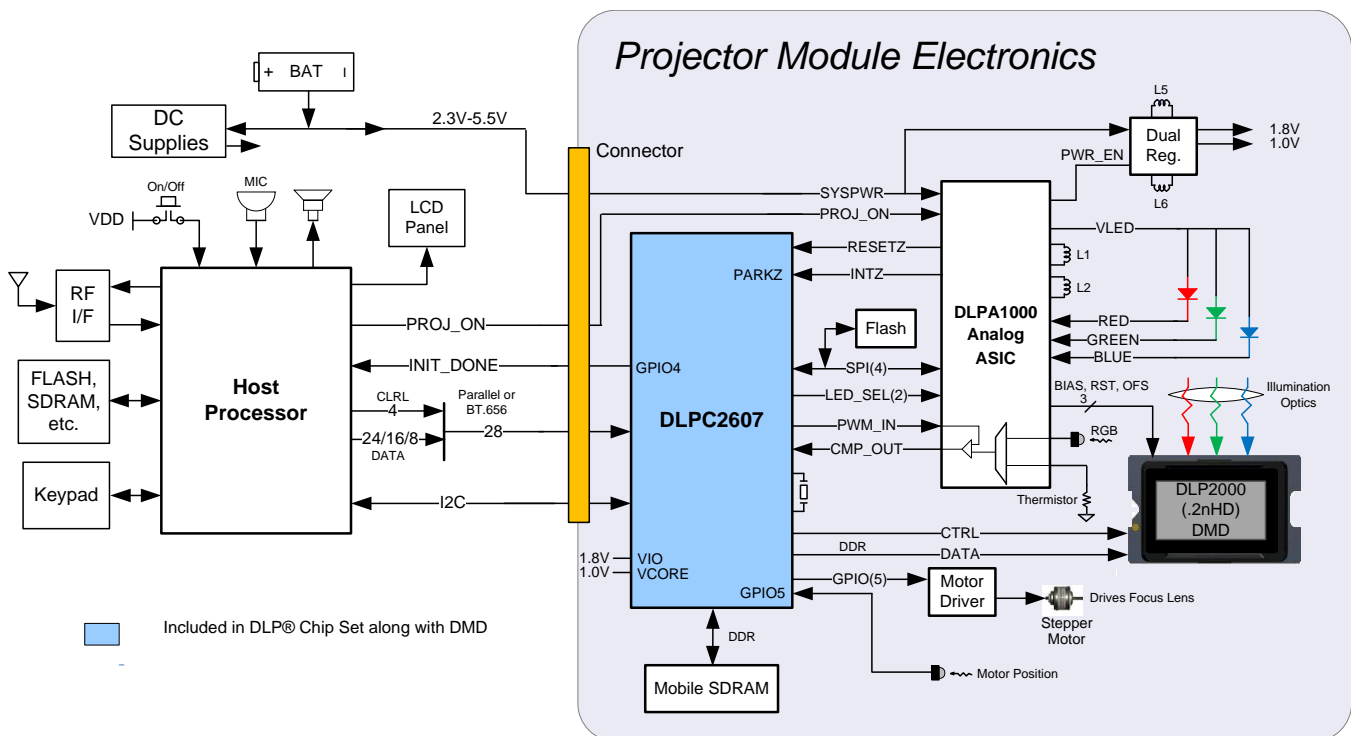 Projector Module Electronics
+ BAT I
DC
Supplies
2.3V-5.5V
Connector
L5
Dual
Reg.
L6
1.8V
1.0V
PWR_EN
On/Off
VDD
MIC
LCD
Panel
SYSPWR
PROJ_ON
VLED
RESETZ
PARKZ
INTZ
L1
L2
RF
I/F
DLPA1000
Analog
ASIC
RED
GREEN
BLUE
PROJ_ON
Flash
INIT_DONE
GPIO4
SPI(4)
FLASH,
SDRAM,
etc.
Host
Processor
CLRL
4
24/16/8
DATA
Parallel or
BT.656
28
DLPC2607
LED_SEL(2)
PWM_IN
CMP_OUT
BIAS, RST, OFS
3
RGB
Illumination
Optics
Thermistor
Keypad
I2C
DLP2000
(.2nHD)
DMD
CTRL
DDR
DATA
1.8V
1.0V
VIO
VCORE
GPIO5
GPIO(5)
Motor
Driver
Drives Focus Lens
Stepper
Motor
Included in DLP® Chip Set along with DMD
DDR
Mobile SDRAM
Motor Position